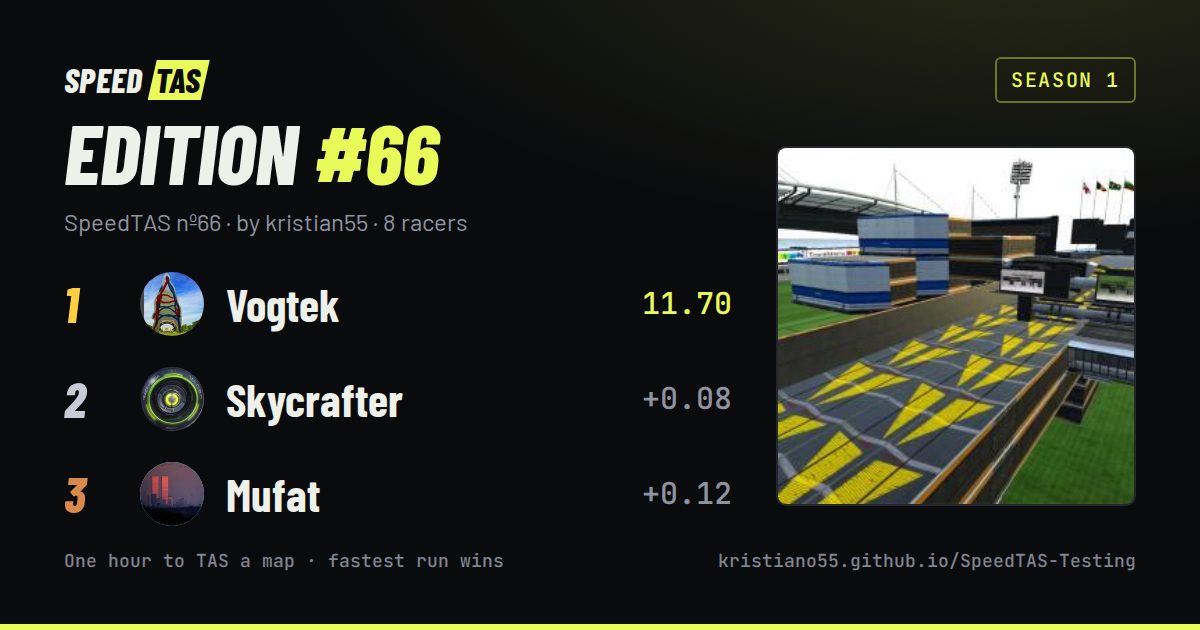 SPEED TAS
SEASON 1
EDITION #66
SpeedTAS nº66 · by kristian55 · 8 racers
1 Vogtek 11.70
2 Skycrafter +0.08
3 Mufat +0.12
One hour to TAS a map · fastest run wins
kristiano55.github.io/SpeedTAS-Testing